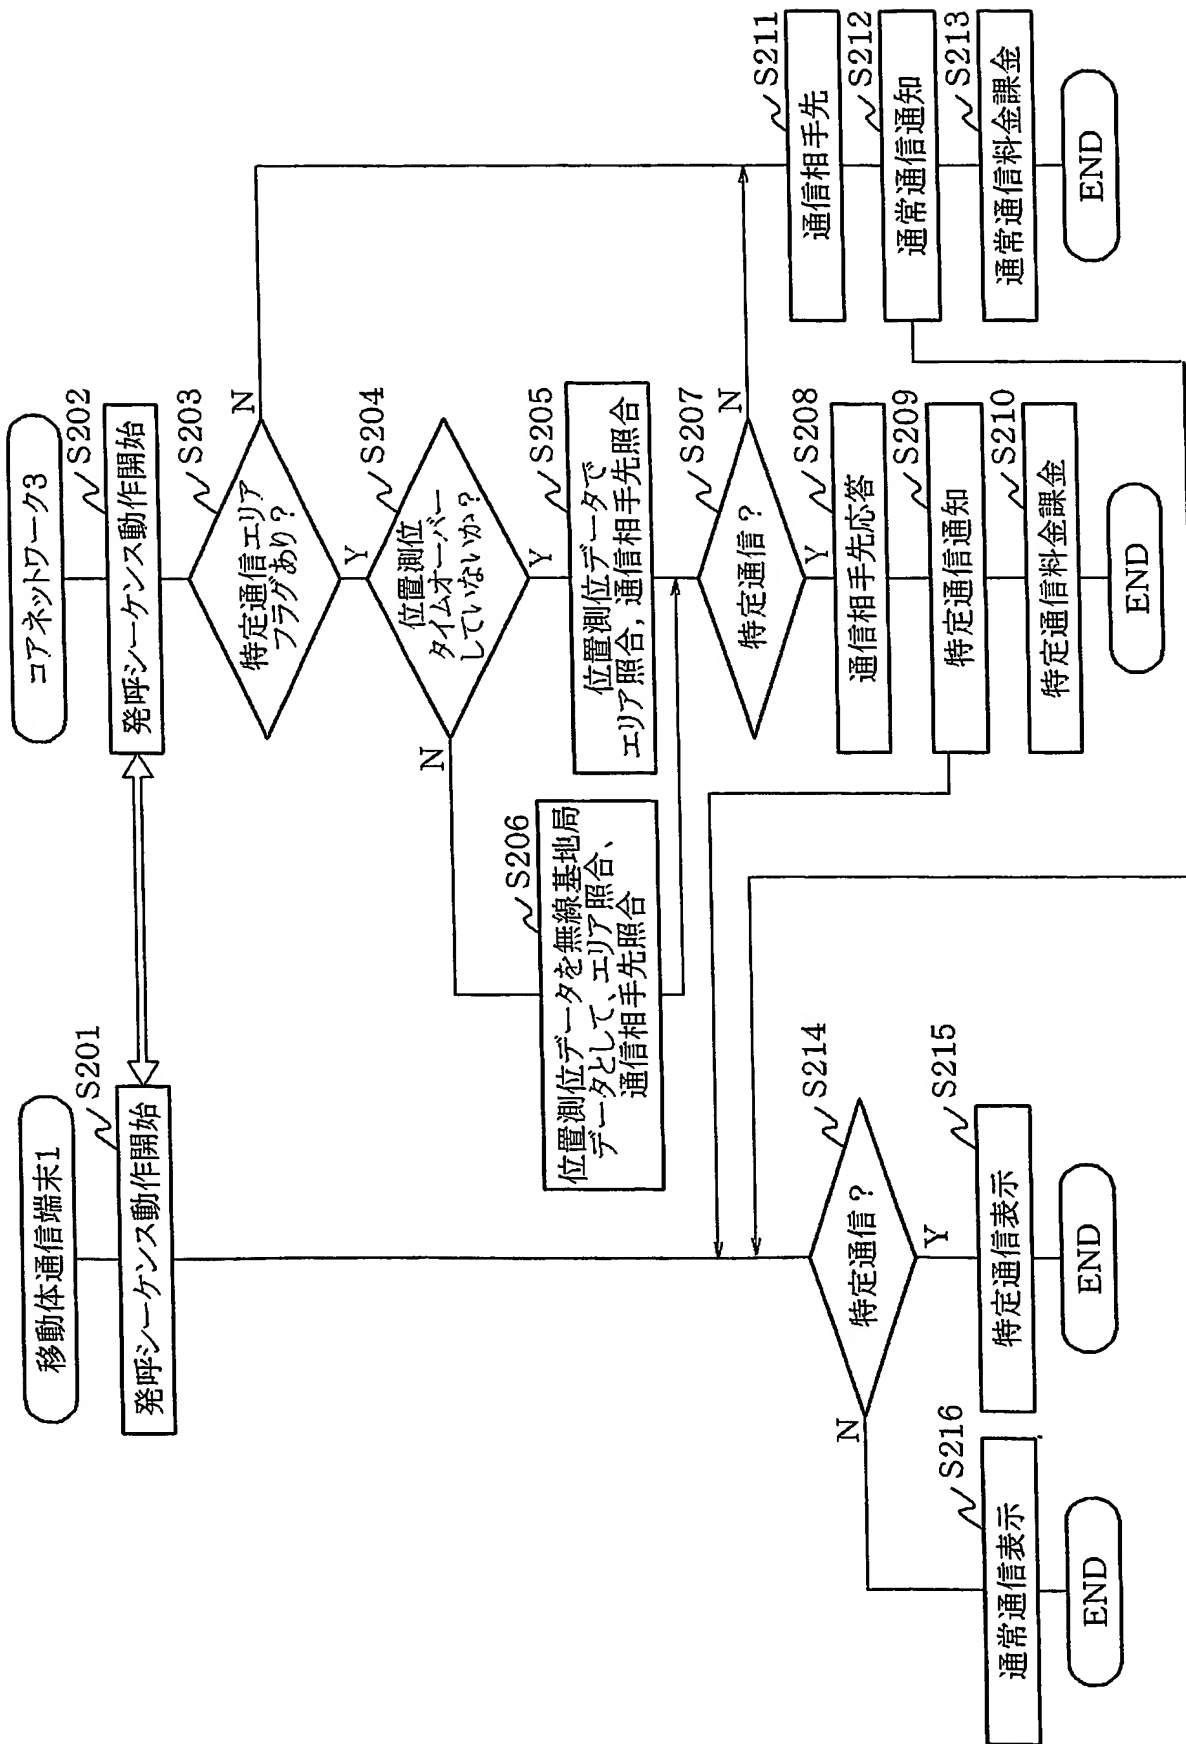 移動体通信端末1
S201
発呼シーケンス動作開始
コアネットワーク3
S202
発呼シーケンス動作開始
S203
特定通信エリア
フラグあり?
N
Y
S204
位置測位
タイムオーバー
していないか?
N
Y
S205
位置測位データで
エリア照合, 通信相手先照合
S206
位置測位データを無線基地局
データとして、エリア照合、
通信相手先照合
S207
特定通信?
N
Y
S208
通信相手先応答
S209
特定通信通知
S210
特定通信料金課金
END
S211
通信相手先
S212
通常通信通知
S213
通常通信料金課金
END
S214
特定通信?
N
Y
S215
特定通信表示
END
S216
通常通信表示
END